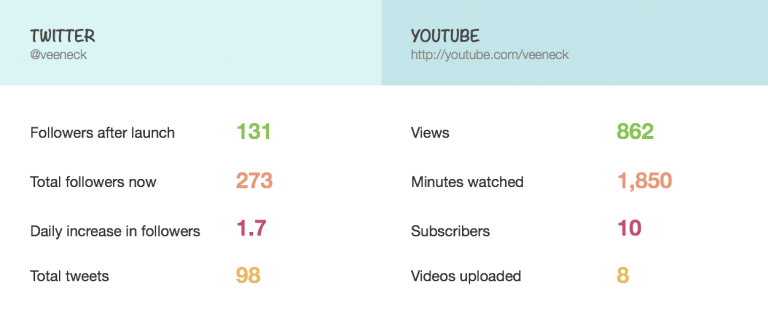 TWITTER
@veeneck
Followers after launch 131
Total followers now 273
Daily increase in followers 1.7
Total tweets 98
YOUTUBE
http://youtube.com/veeneck
Views 862
Minutes watched 1,850
Subscribers 10
Videos uploaded 8